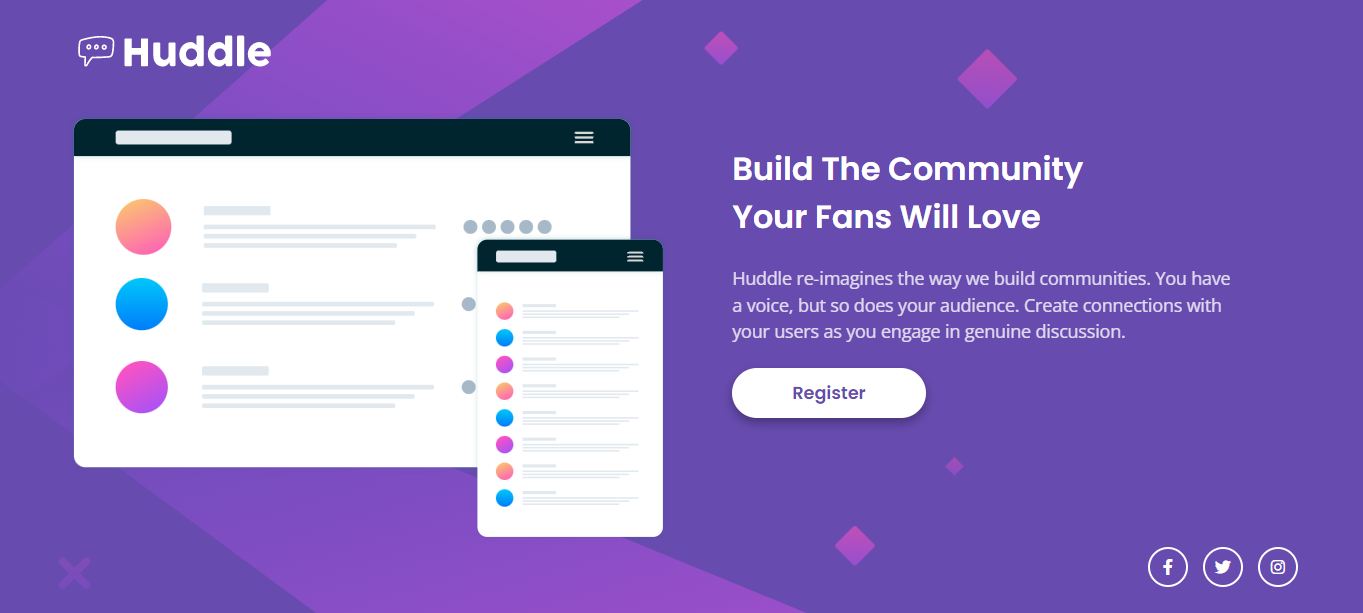 Huddle
Build The Community
Your Fans Will Love
Huddle re-imagines the way we build communities. You have
a voice, but so does your audience. Create connections with
your users as you engage in genuine discussion.
Register